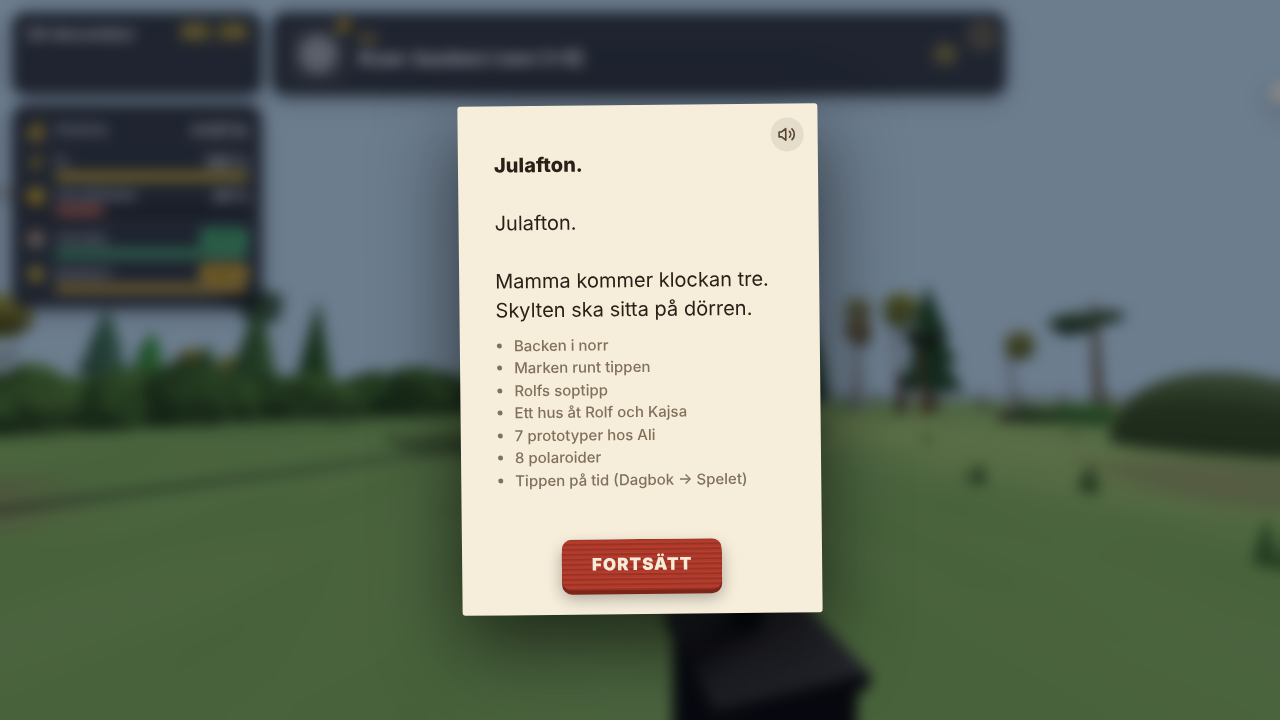 Julafton.
Julafton.
Mamma kommer klockan tre.
Skylten ska sitta på dörren.
• Backen i norr
• Marken runt tippen
• Rolfs soptipp
• Ett hus åt Rolf och Kajsa
• 7 prototyper hos Ali
• 8 polaroider
• Tippen på tid (Dagbok → Spelet)
FORTSÄTT